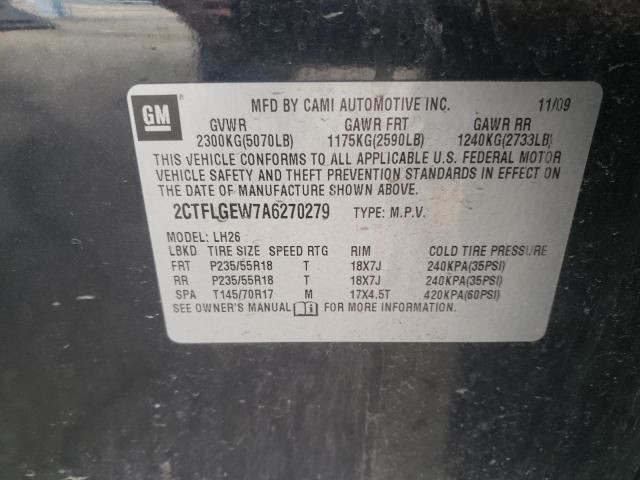 GM
MFD BY CAMI AUTOMOTIVE INC. 11/09
GVWR GAWR FRT GAWR RR
2300KG(5070LB) 1175KG(2590LB) 1240KG(2733LB)
THIS VEHICLE CONFORMS TO ALL APPLICABLE U.S. FEDERAL MOTOR
VEHICLE SAFETY AND THEFT PREVENTION STANDARDS IN EFFECT ON
THE DATE OF MANUFACTURE SHOWN ABOVE.
2CTFLGEW7A6270279 TYPE: M.P.V.
MODEL: LH26
LBKD TIRE SIZE SPEED RTG RIM COLD TIRE PRESSURE
FRT P235/55R18 T 18X7J 240KPA(35PSI)
RR P235/55R18 T 18X7J 240KPA(35PSI)
SPA T145/70R17 M 17X4.5T 420KPA(60PSI)
SEE OWNER'S MANUAL i FOR MORE INFORMATION